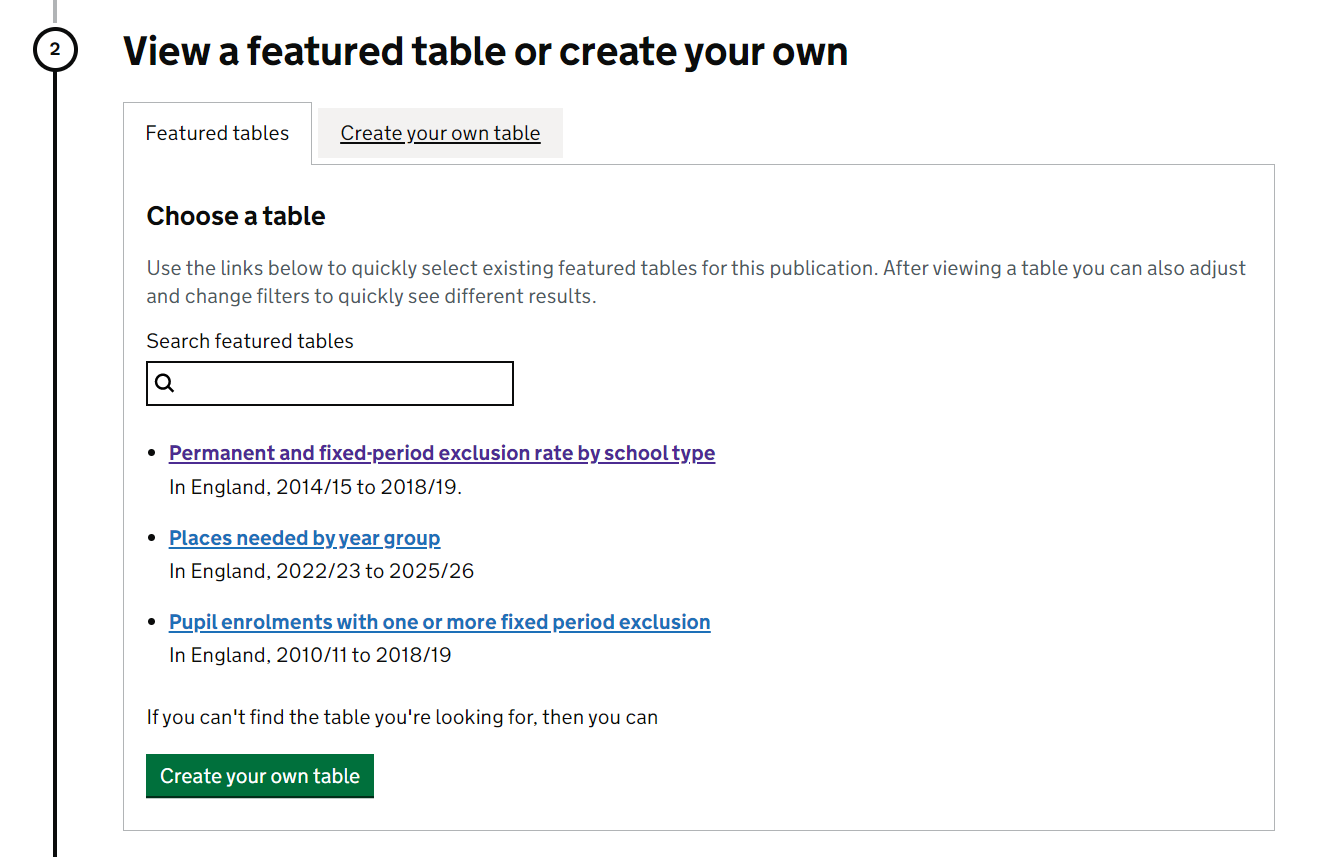 2
View a featured table or create your own
Featured tables
Create your own table
Choose a table
Use the links below to quickly select existing featured tables for this publication. After viewing a table you can also adjust
and change filters to quickly see different results.
Search featured tables
Permanent and fixed-period exclusion rate by school type
In England, 2014/15 to 2018/19.
Places needed by year group
In England, 2022/23 to 2025/26
Pupil enrolments with one or more fixed period exclusion
In England, 2010/11 to 2018/19
If you can't find the table you're looking for, then you can
Create your own table